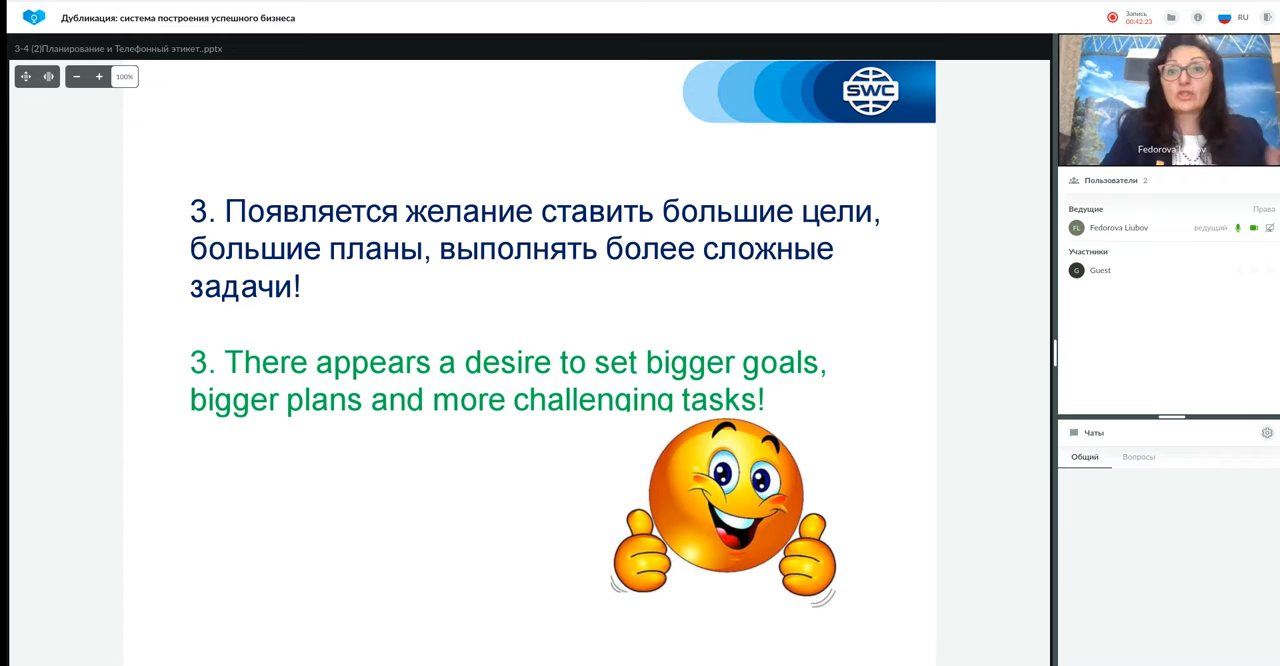 Дубликация: система построения успешного бизнеса
Запись
00:42:23
RU
3-4 (2)Планирование и Телефонный этикет..pptx
100%
SWC
3. Появляется желание ставить большие цели,
большие планы, выполнять более сложные
задачи!
3. There appears a desire to set bigger goals,
bigger plans and more challenging tasks!
Fedorova Liubov
Пользователи 2
Ведущие Права
FL Fedorova Liubov ведущий
Участники
G Guest
Чаты
Общий Вопросы